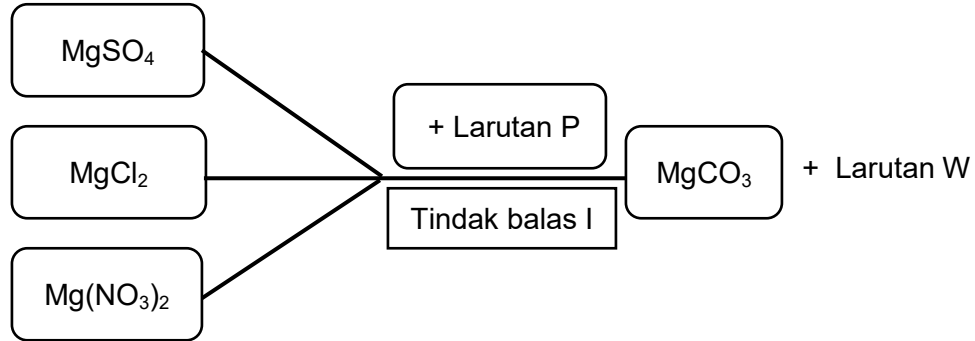 MgSO₄
MgCl₂
Mg(NO₃)₂
+ Larutan P
Tindak balas I
MgCO₃
+ Larutan W